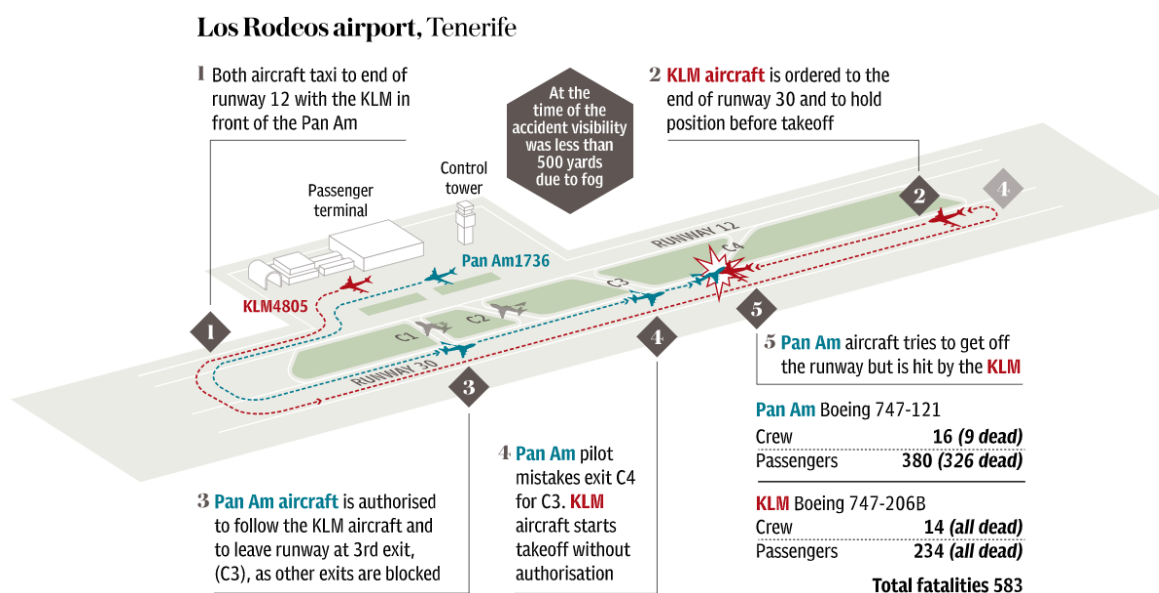 Los Rodeos airport, Tenerife
1 Both aircraft taxi to end of
runway 12 with the KLM in
front of the Pan Am
At the
time of the
accident visibility
was less than
500 yards
due to fog
2 KLM aircraft is ordered to the
end of runway 30 and to hold
position before takeoff
Passenger
terminal
Control
tower
KLM4805
Pan Am1736
RUNWAY 12
RUNWAY 30
C1
C2
C3
C4
1
2
3
4
4
5
3 Pan Am aircraft is authorised
to follow the KLM aircraft and
to leave runway at 3rd exit,
(C3), as other exits are blocked
4 Pan Am pilot
mistakes exit C4
for C3. KLM
aircraft starts
takeoff without
authorisation
5 Pan Am aircraft tries to get off
the runway but is hit by the KLM
Pan Am Boeing 747-121
Crew 16 (9 dead)
Passengers 380 (326 dead)
KLM Boeing 747-206B
Crew 14 (all dead)
Passengers 234 (all dead)
Total fatalities 583